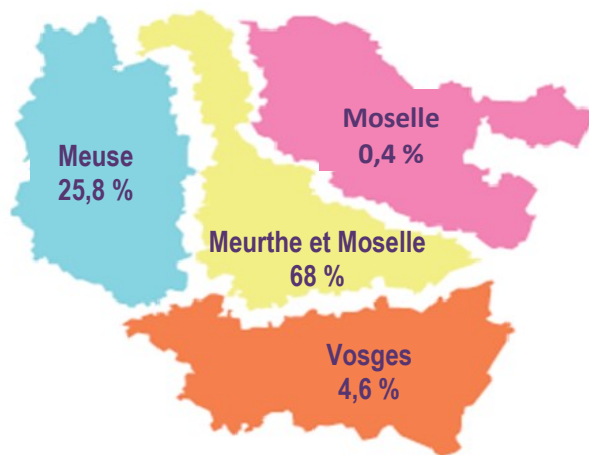 Moselle
0,4 %
Meuse
25,8 %
Meurthe et Moselle
68 %
Vosges
4,6 %